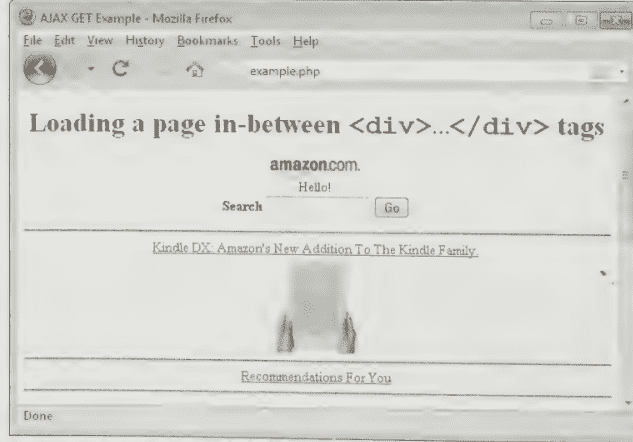 AJAX GET Example - Mozilla Firefox
File Edit View History Bookmarks Tools Help
example.php
Loading a page in-between <div>...</div> tags
amazon.com.
Hello!
Search Go
Kindle DX: Amazon's New Addition To The Kindle Family.
Recommendations For You
Done